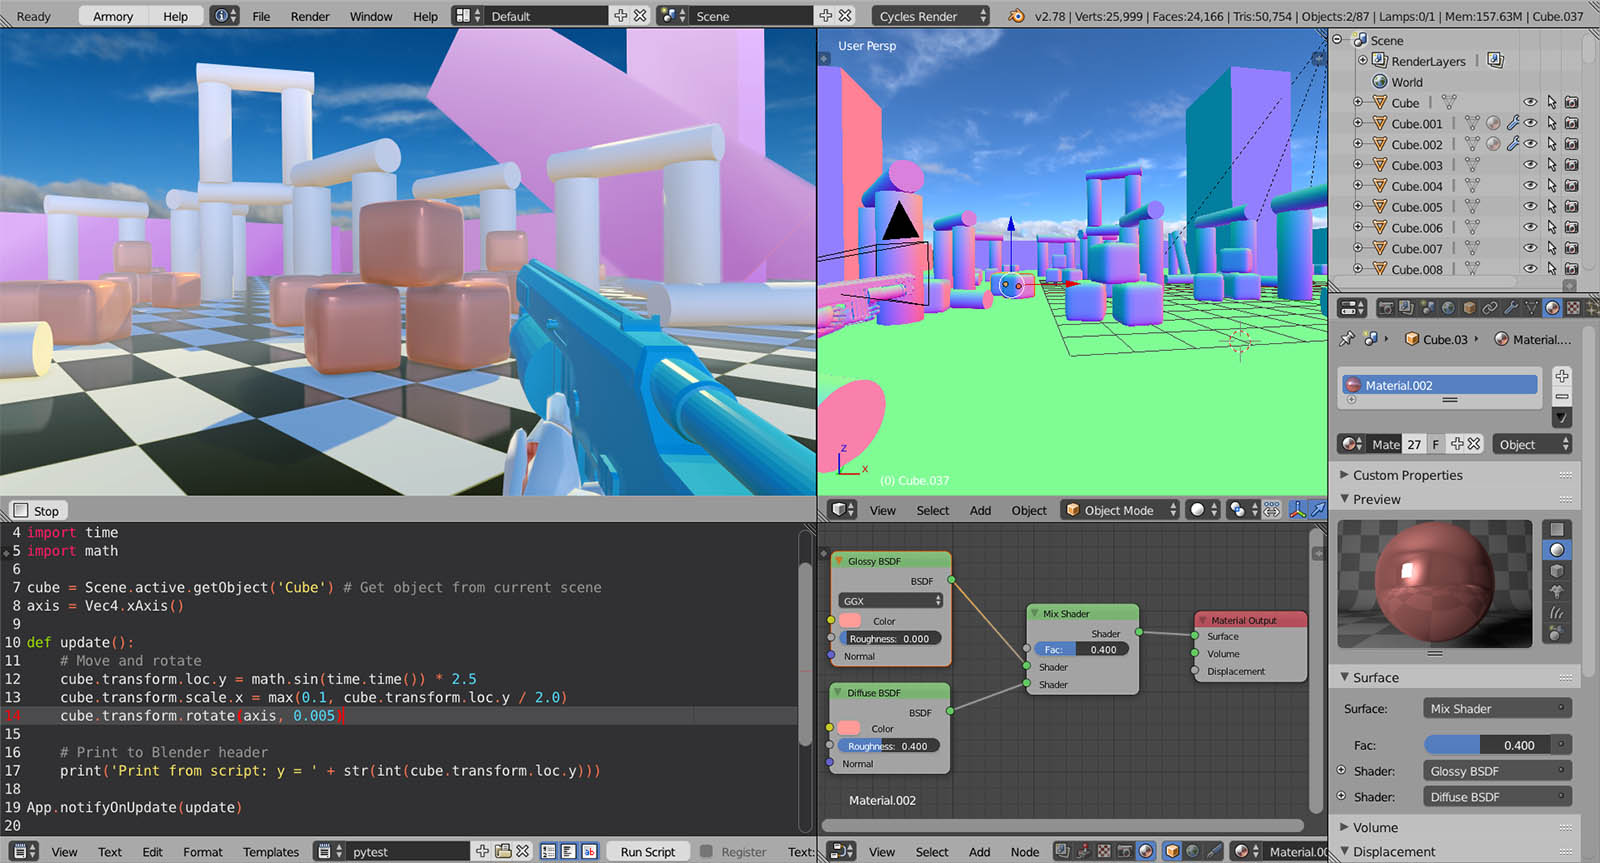 Ready
Armory
Help
File
Render
Window
Help
Default
Scene
Cycles Render
v2.78 | Verts:25,999 | Faces:24,166 | Tris:50,754 | Objects:2/87 | Lamps:0/1 | Mem:157.63M | Cube.037
User Persp
z
x
(0) Cube.037
Scene
RenderLayers
World
Cube
Cube.001
Cube.002
Cube.003
Cube.004
Cube.005
Cube.006
Cube.007
Cube.008
Cube.03
Material....
Material.002
Mate
27
F
Object
Custom Properties
Preview
Surface
Surface:
Mix Shader
Fac:
0.400
Shader:
Glossy BSDF
Shader:
Diffuse BSDF
Volume
Displacement
Stop
View
Select
Add
Object
Object Mode
4 import time
5 import math
6
7 cube = Scene.active.getObject('Cube') # Get object from current scene
8 axis = Vec4.xAxis()
9
10 def update():
11 # Move and rotate
12 cube.transform.loc.y = math.sin(time.time()) * 2.5
13 cube.transform.scale.x = max(0.1, cube.transform.loc.y / 2.0)
14 cube.transform.rotate(axis, 0.005)
15
16 # Print to Blender header
17 print('Print from script: y = ' + str(int(cube.transform.loc.y)))
18
19 App.notifyOnUpdate(update)
20
Glossy BSDF
BSDF
GGX
Color
Roughness: 0.000
Normal
Diffuse BSDF
BSDF
Color
Roughness: 0.400
Normal
Mix Shader
Shader
Fac: 0.400
Shader
Shader
Material Output
Surface
Volume
Displacement
Material.002
View
Text
Edit
Format
Templates
pytest
ab
Run Script
Register
Text:
View
Select
Add
Node
Material.00